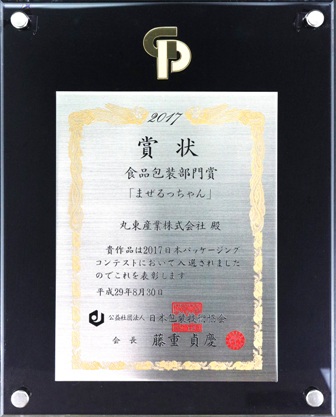 2017
賞状
食品包装部門賞
「まぜるっちゃん」
丸東産業株式会社 殿
貴作品は2017日本パッケージング
コンテストにおいて入選されました
のでこれを表彰します
平成29年8月30日
公益社団法人 日本包装技術協会
会長 藤重貞慶